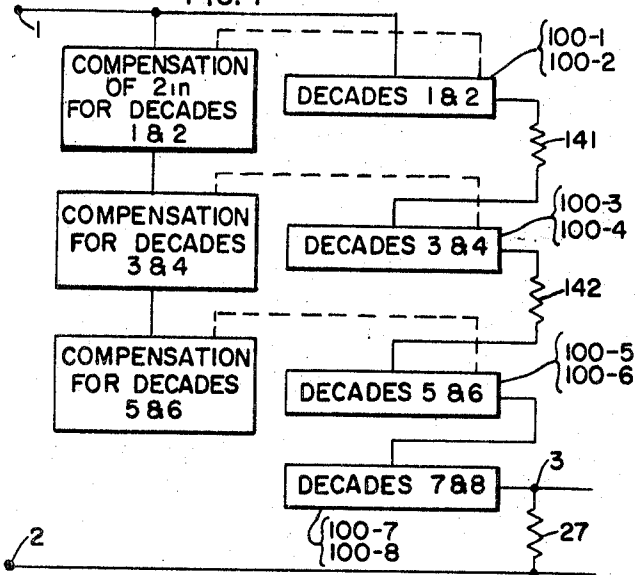 1
COMPENSATION
OF 2in
FOR DECADES
1 & 2
DECADES 1 & 2
100-1
100-2
141
COMPENSATION
FOR DECADES
3 & 4
DECADES 3 & 4
100-3
100-4
142
COMPENSATION
FOR DECADES
5 & 6
DECADES 5 & 6
100-5
100-6
DECADES 7 & 8
3
100-7
100-8
27
2